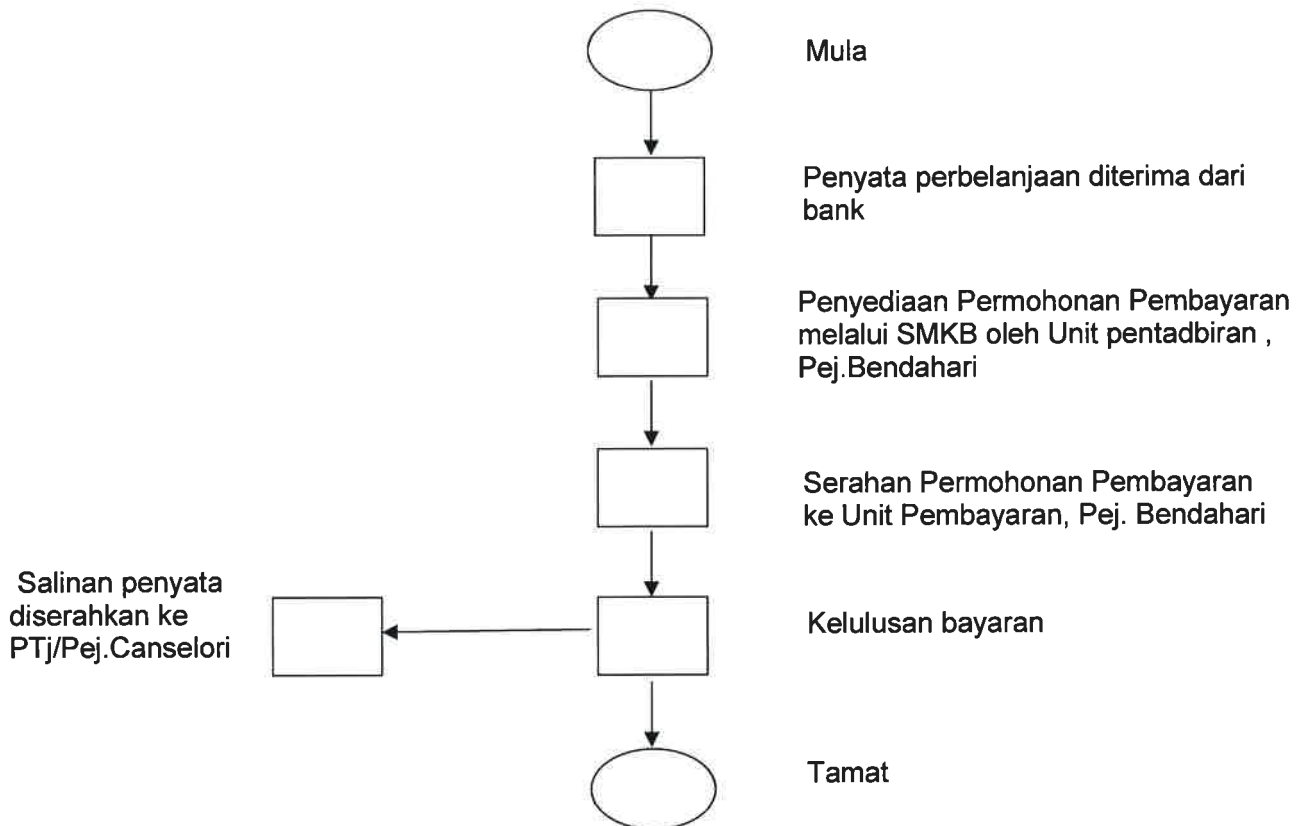 Mula
Penyata perbelanjaan diterima dari
bank
Penyediaan Permohonan Pembayaran
melalui SMKB oleh Unit pentadbiran ,
Pej.Bendahari
Serahan Permohonan Pembayaran
ke Unit Pembayaran, Pej. Bendahari
Salinan penyata
diserahkan ke
PTj/Pej.Canselori
Kelulusan bayaran
Tamat